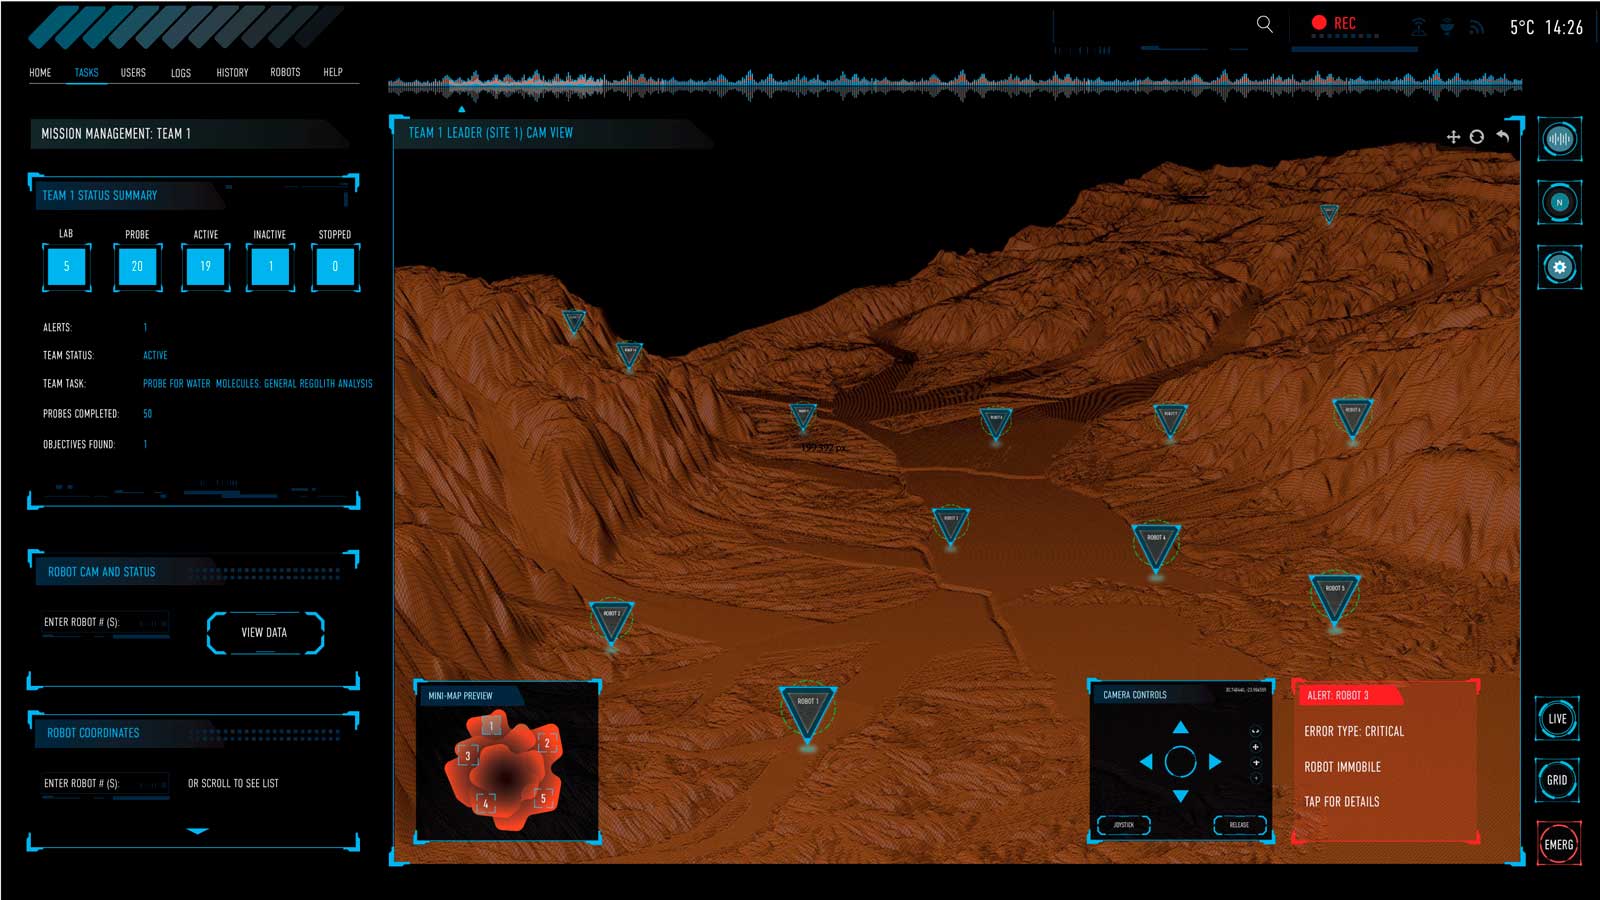 REC
5°C 14:26
HOME TASKS USERS LOGS HISTORY ROBOTS HELP
MISSION MANAGEMENT: TEAM 1
TEAM 1 STATUS SUMMARY
LAB PROBE ACTIVE INACTIVE STOPPED
5 20 19 1 0
ALERTS: 1
TEAM STATUS: ACTIVE
TEAM TASK: PROBE FOR WATER MOLECULES: GENERAL REGOLITH ANALYSIS
PROBES COMPLETED: 50
OBJECTIVES FOUND: 1
ROBOT CAM AND STATUS
ENTER ROBOT # (S):
VIEW DATA
ROBOT COORDINATES
ENTER ROBOT # (S): OR SCROLL TO SEE LIST
TEAM 1 LEADER (SITE 1) CAM VIEW
199.392 px
ROBOT 3
ROBOT 4
ROBOT 5
ROBOT 2
ROBOT 1
MINI-MAP PREVIEW
1
2
3
4
5
CAMERA CONTROLS
JOYSTICK RELEASE
ALERT: ROBOT 3
ERROR TYPE: CRITICAL
ROBOT IMMOBILE
TAP FOR DETAILS
N
LIVE
GRID
EMERG